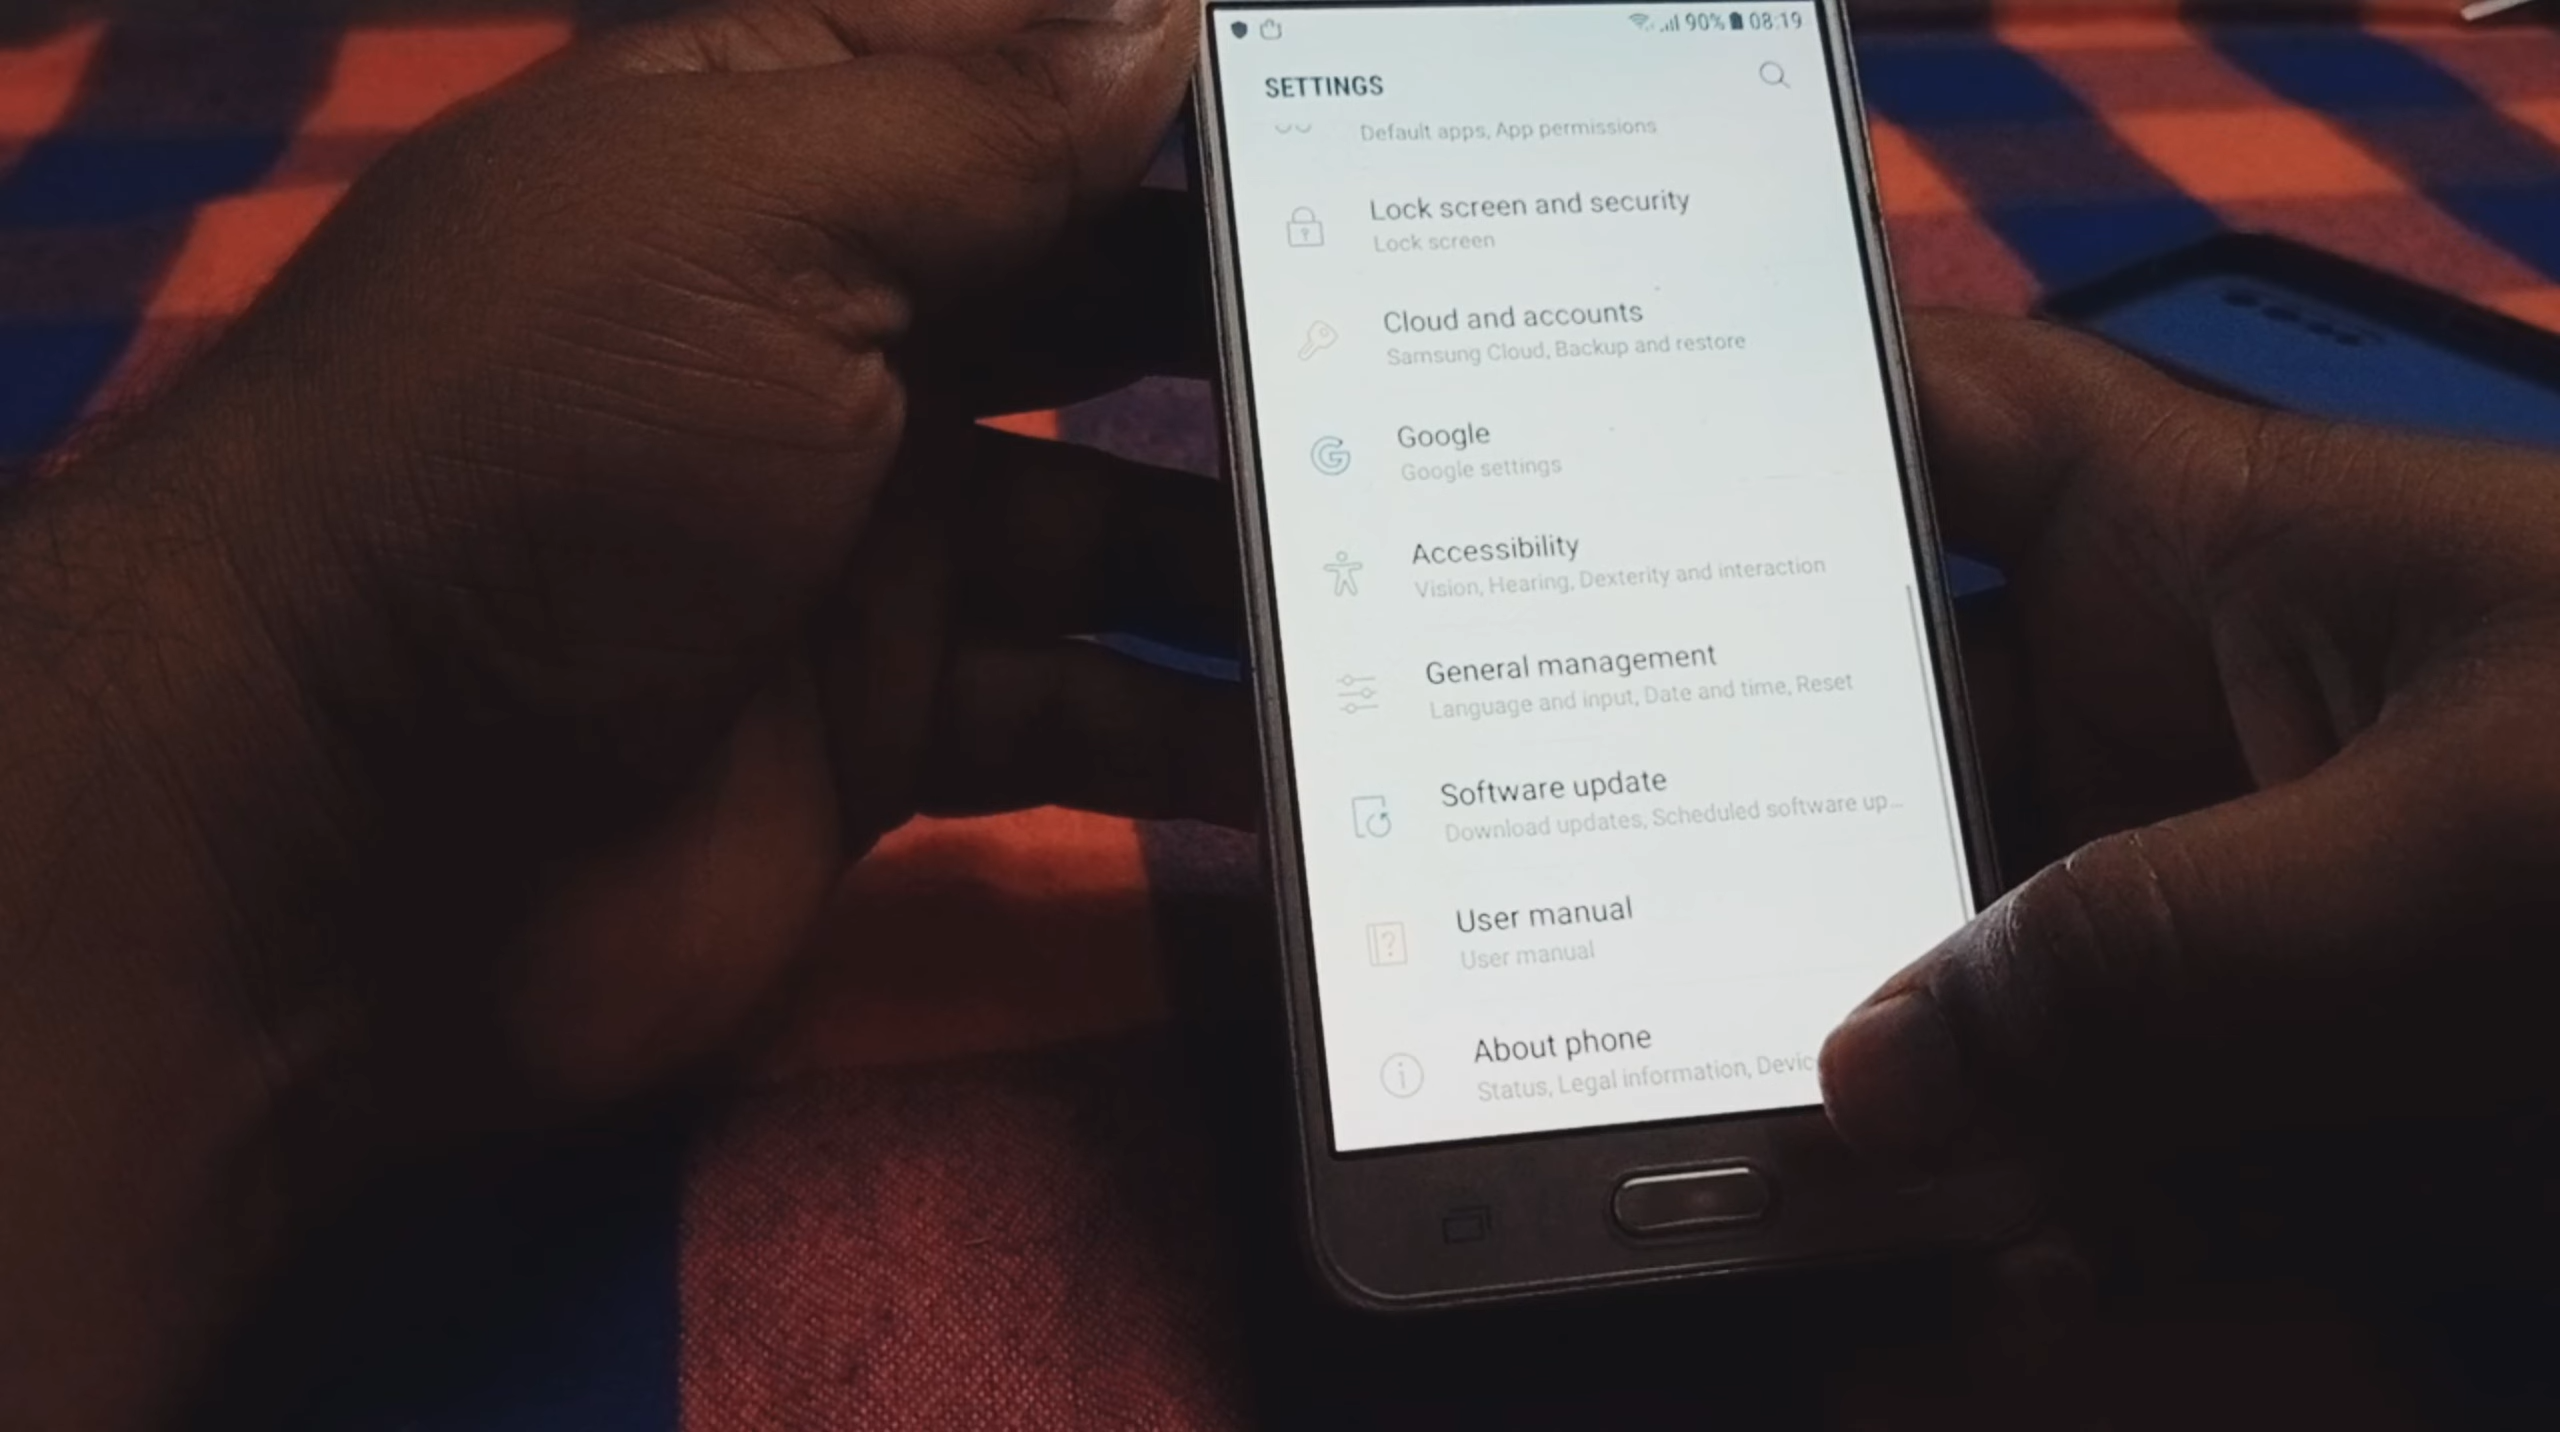 90% 08:19
SETTINGS
Default apps, App permissions
Lock screen and security
Lock screen
Cloud and accounts
Samsung Cloud, Backup and restore
Google
Google settings
Accessibility
Vision, Hearing, Dexterity and interaction
General management
Language and input, Date and time, Reset
Software update
Download updates, Scheduled software up...
User manual
User manual
About phone
Status, Legal information, Devic